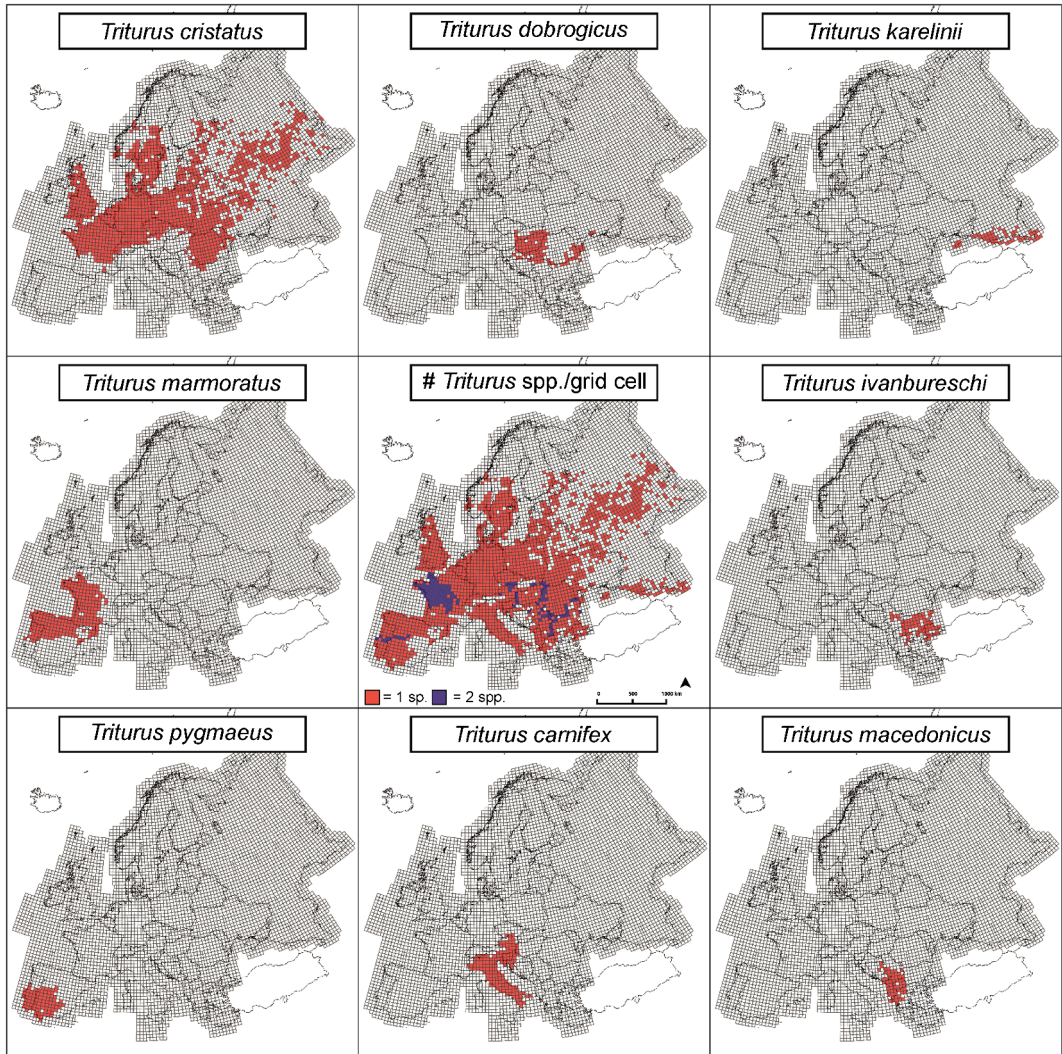 Triturus cristatus
Triturus dobrogicus
Triturus karelinii
Triturus marmoratus
# Triturus spp./grid cell
Triturus ivanbureschi
= 1 sp. = 2 spp.
0 500 1000 km
Triturus pygmaeus
Triturus carnifex
Triturus macedonicus